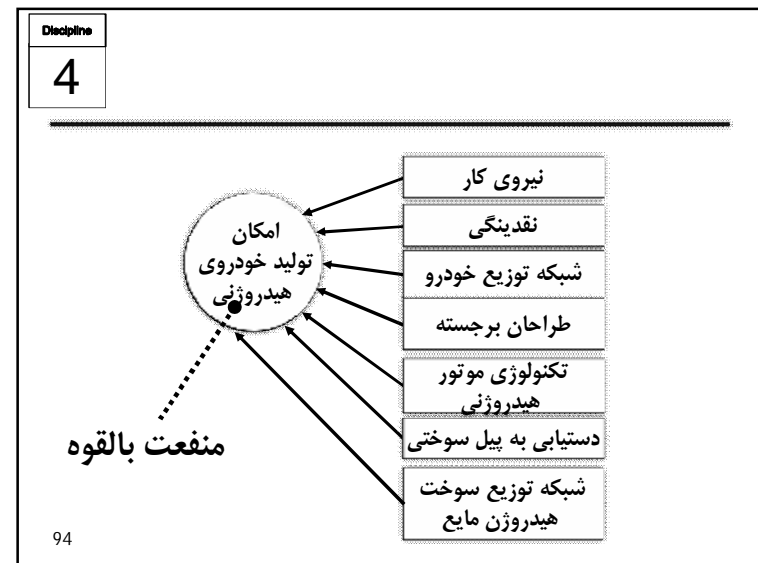 Discipline
4
نیروی کار
نقدینگی
شبکه توزیع خودرو
طراحان برجسته
تکنولوژی موتور
هیدروژنی
دستیابی به پیل سوختی
شبکه توزیع سوخت
هیدروژن مایع
امکان
تولید خودروی
هیدروژنی
منفعت بالقوه
94